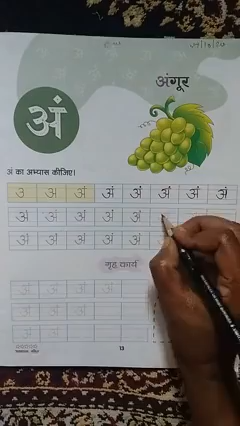 अंगूर
अं
अं का अभ्यास कीजिए।
उ अ अं अं अं अं अं अं
अं अं अं अं अं
अं अं अं अं अं
गृह कार्य
अं अं अं अं
अं अं अं
अं अं
13